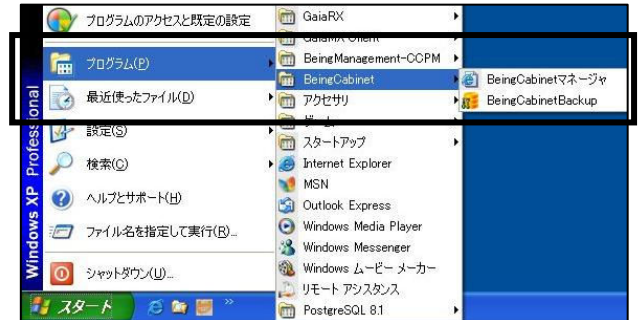 プログラムのアクセスと既定の設定
プログラム(P)
最近使ったファイル(D)
設定(S)
検索(C)
ヘルプとサポート(H)
ファイル名を指定して実行(R)...
シャットダウン(U)...
Windows XP Professional
スタート
»
GaiaRX
GaiaRX Client
BeingManagement-CCPM
BeingCabinet
アクセサリ
ゲーム
スタートアップ
Internet Explorer
MSN
Outlook Express
Windows Media Player
Windows Messenger
Windows ムービー メーカー
リモート アシスタンス
PostgreSQL 8.1
BeingCabinetマネージャ
BeingCabinetBackup